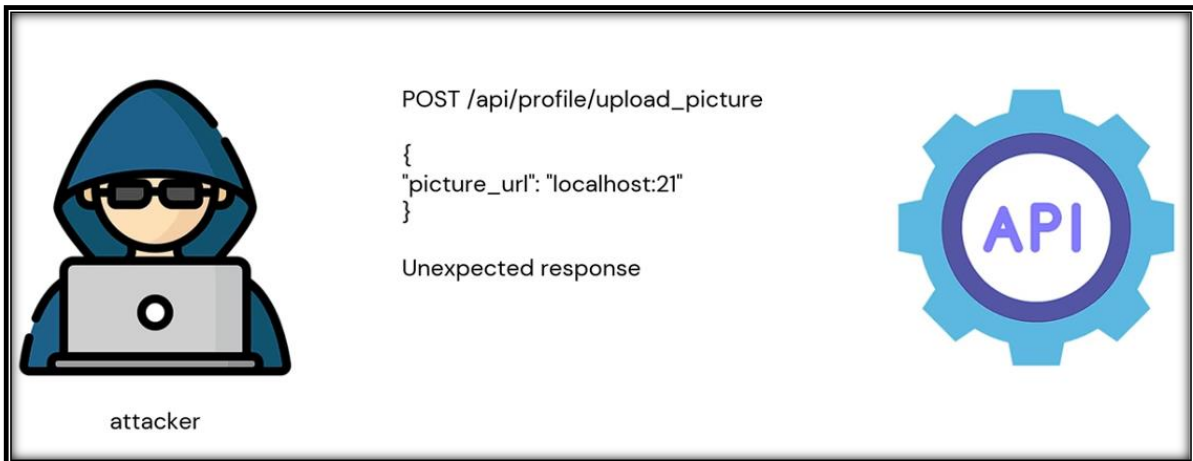 POST /api/profile/upload_picture
{
"picture_url": "localhost:21"
}
Unexpected response
API
attacker